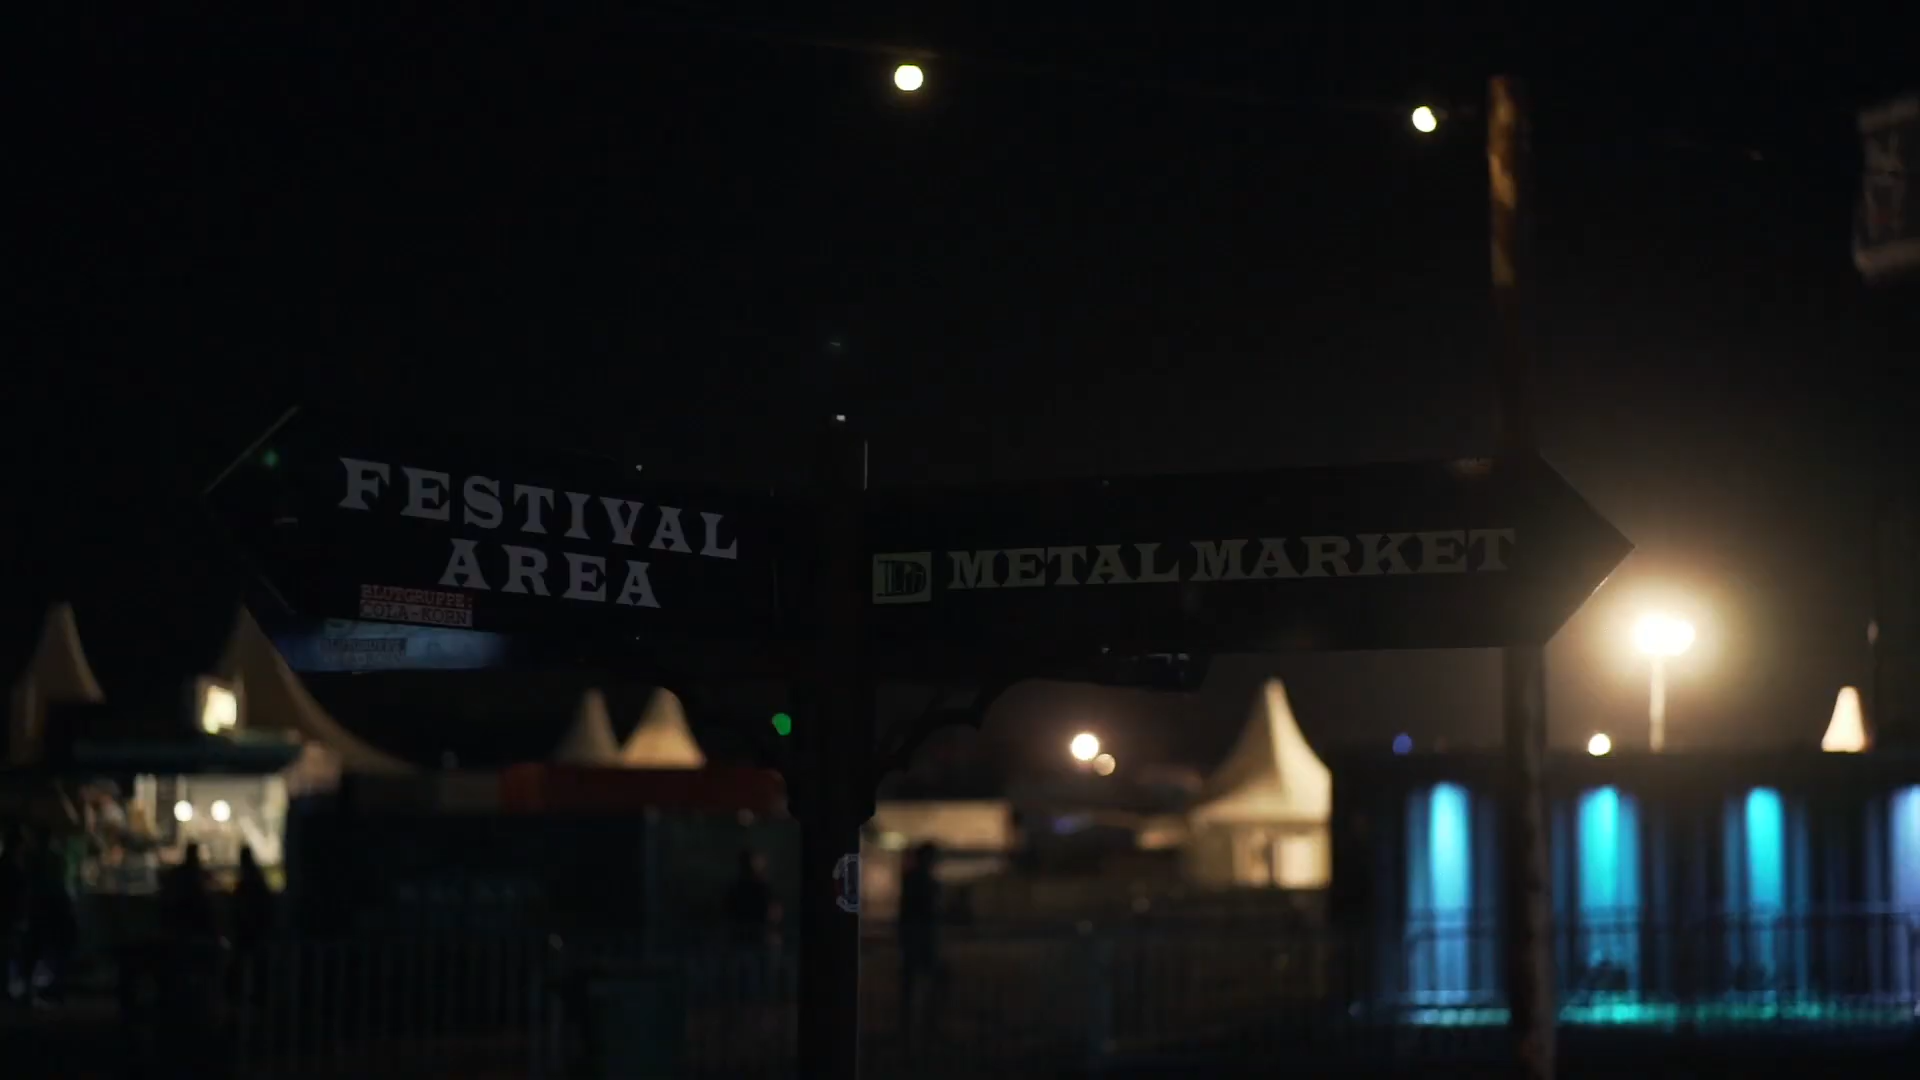 FESTIVAL
AREA
BLUTGRUPPE:
COLA-KORN
METAL MARKET